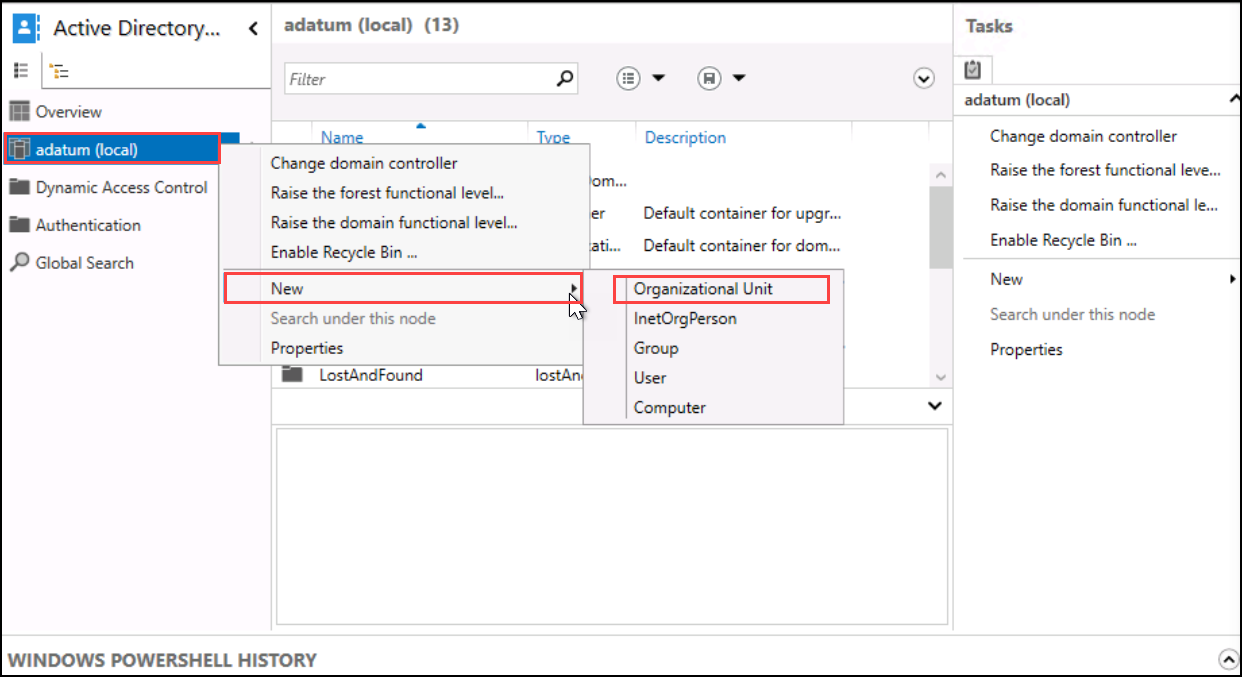 Active Directory...
Overview
adatum (local)
Dynamic Access Control
Authentication
Global Search
adatum (local) (13)
Filter
Name Type Description
Default container for upgr...
Default container for dom...
LostAndFound
Change domain controller
Raise the forest functional level...
Raise the domain functional level...
Enable Recycle Bin ...
New
Search under this node
Properties
Organizational Unit
InetOrgPerson
Group
User
Computer
Tasks
adatum (local)
Change domain controller
Raise the forest functional leve...
Raise the domain functional le...
Enable Recycle Bin ...
New
Search under this node
Properties
WINDOWS POWERSHELL HISTORY